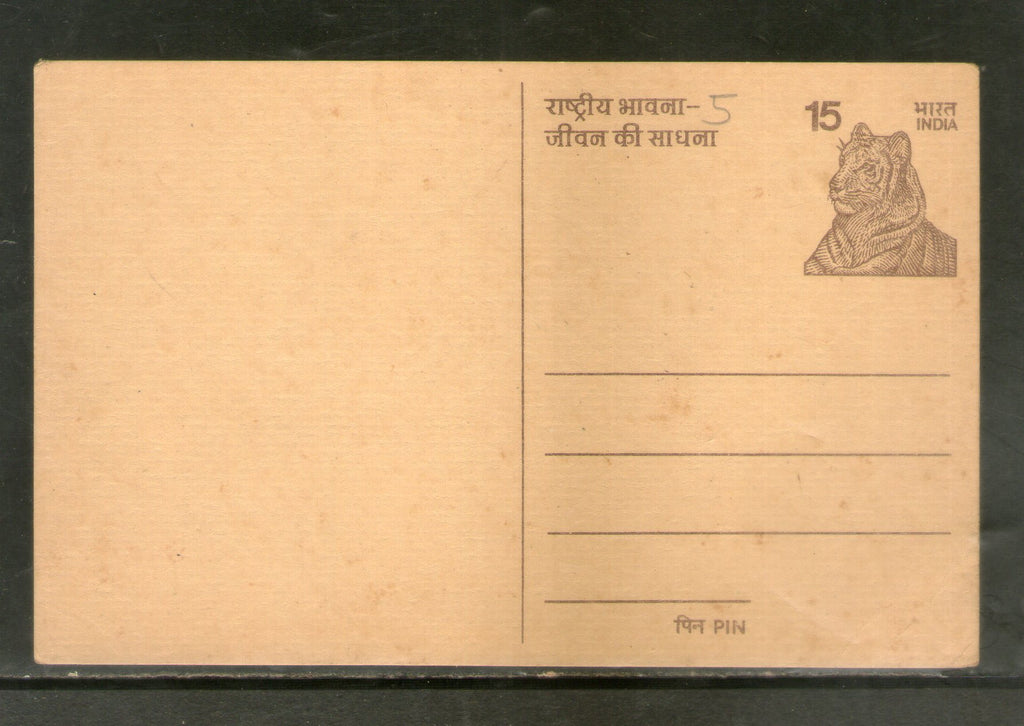 राष्ट्रीय भावना- 5
जीवन की साधना
15
भारत
INDIA
पिन PIN